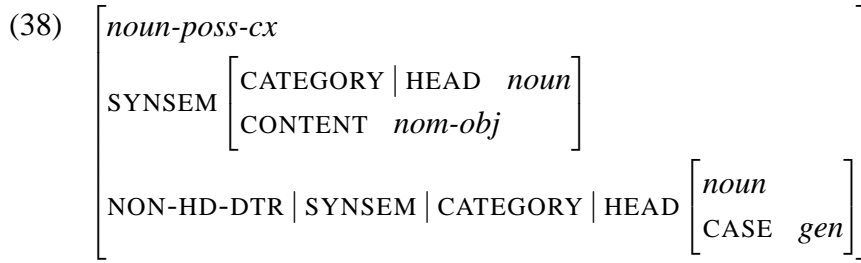 (38) noun-poss-cx
SYNSEM CATEGORY | HEAD noun
CONTENT nom-obj
NON-HD-DTR | SYNSEM | CATEGORY | HEAD noun
CASE gen